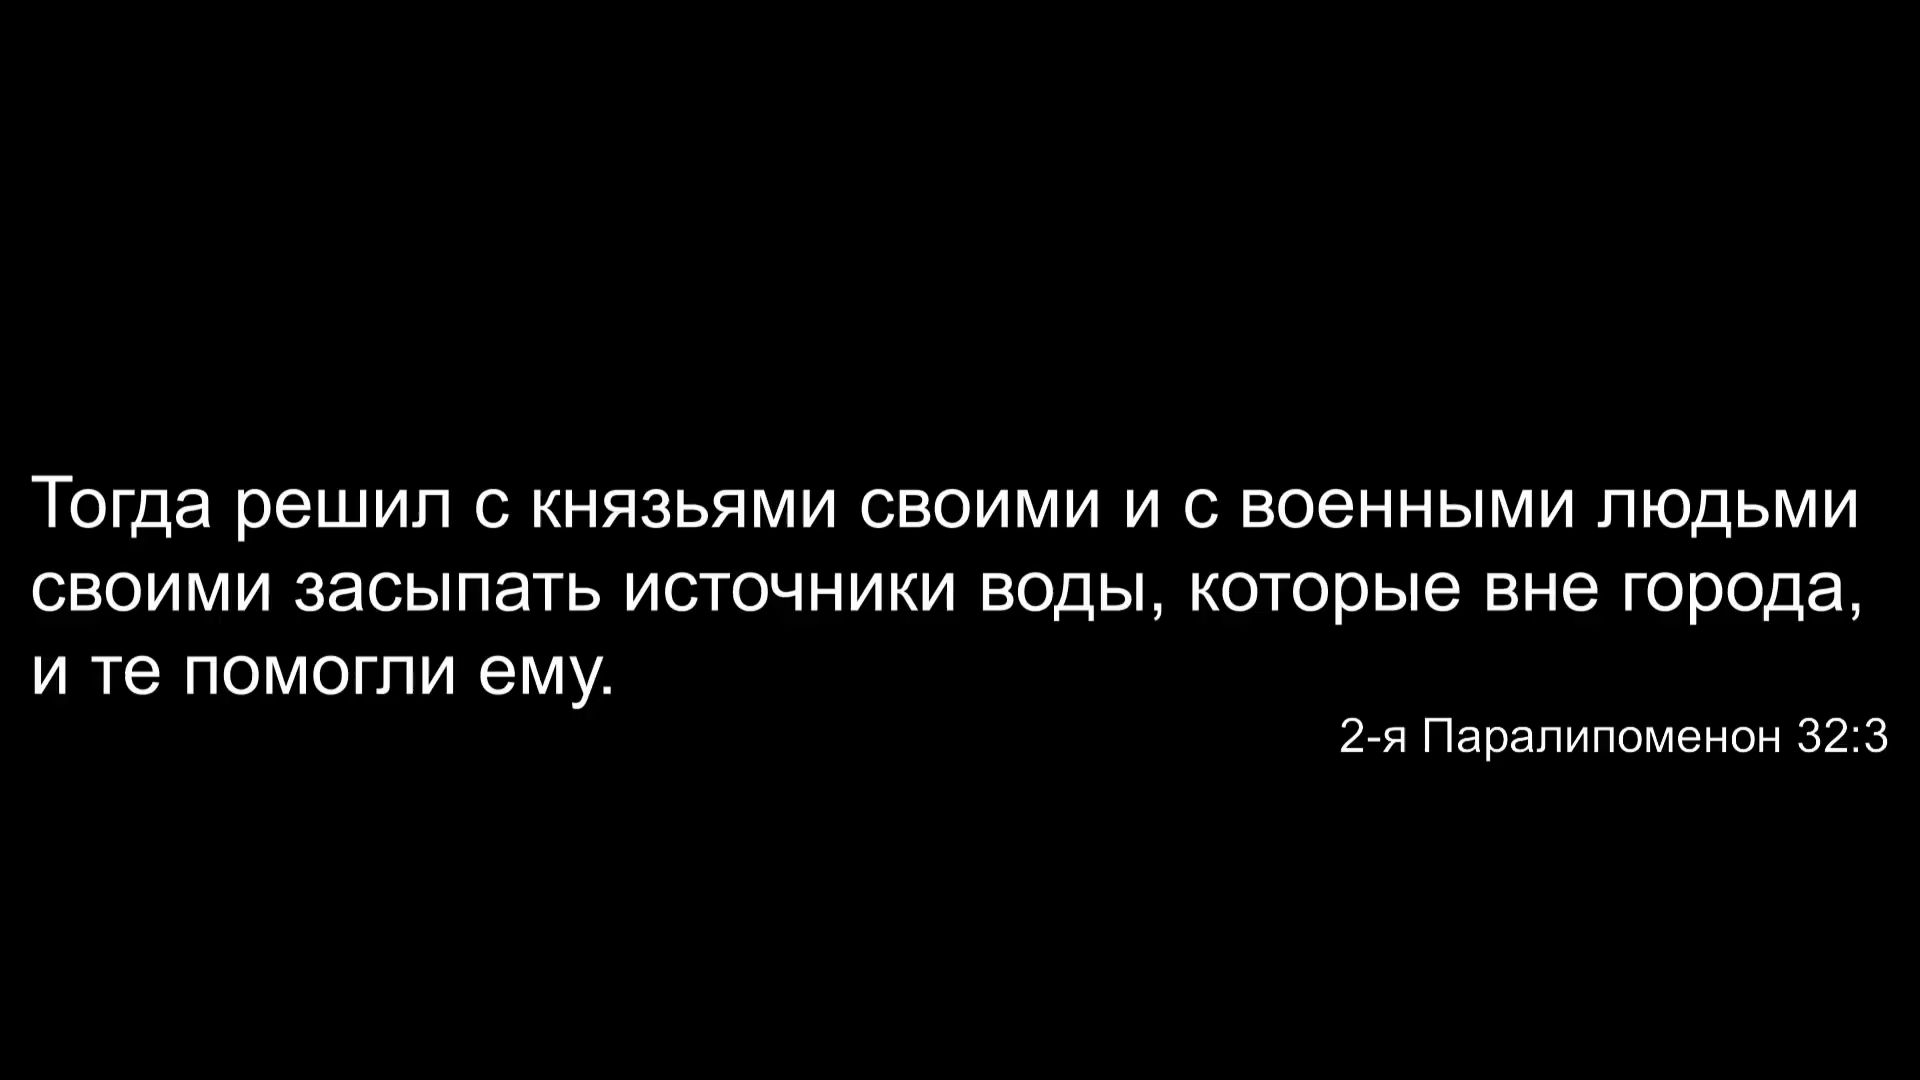 Тогда решил с князьями своими и с военными людьми
своими засыпать источники воды, которые вне города,
и те помогли ему.
2-я Паралипоменон 32:3